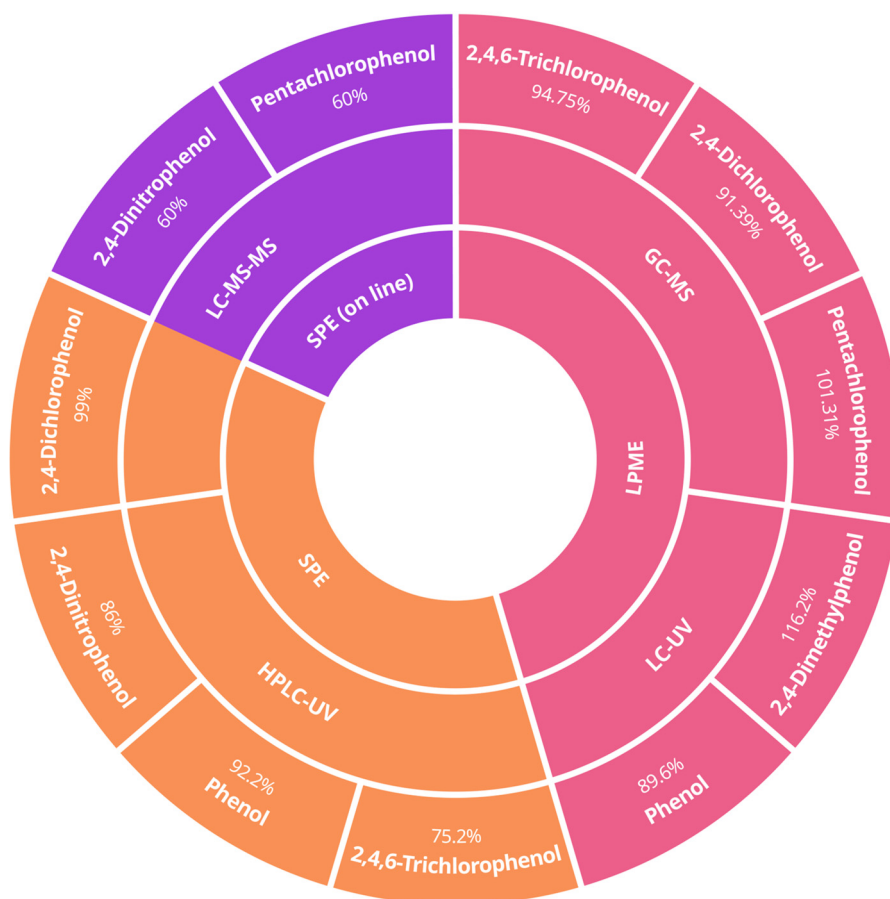 2,4,6-Trichlorophenol
94.75%
2,4-Dichlorophenol
91.39%
Pentachlorophenol
101.31%
2,4-Dimethylphenol
116.2%
Phenol
89.6%
2,4,6-Trichlorophenol
75.2%
Phenol
92.2%
2,4-Dinitrophenol
86%
2,4-Dichlorophenol
99%
2,4-Dinitrophenol
60%
Pentachlorophenol
60%
GC-MS
LC-UV
HPLC-UV
LC-MS-MS
LPME
SPE
SPE (on line)